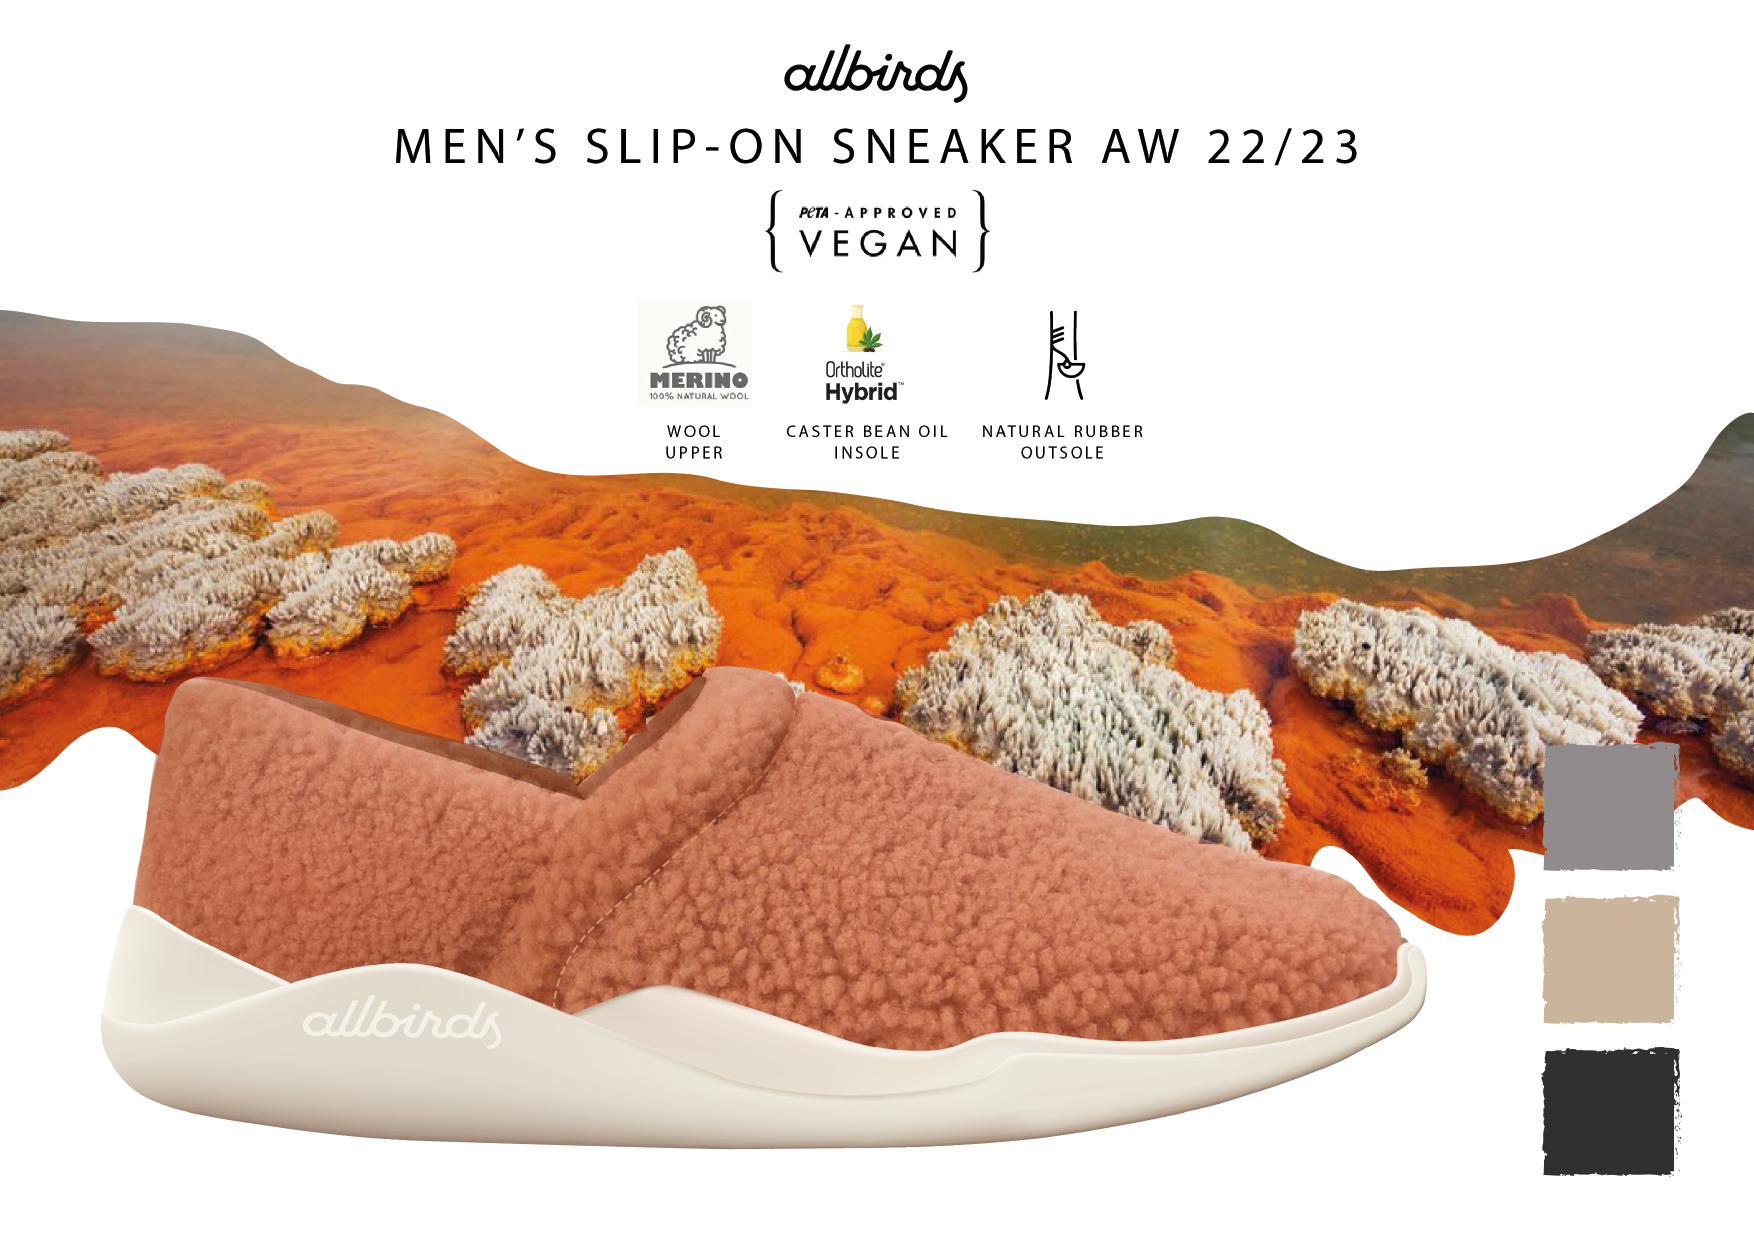 allbirds
MEN’S SLIP-ON SNEAKER AW 22/23
PeTA-APPROVED
VEGAN
MERINO
100% NATURAL WOOL
Ortholite®
Hybrid™
WOOL
UPPER
CASTER BEAN OIL
INSOLE
NATURAL RUBBER
OUTSOLE
allbirds